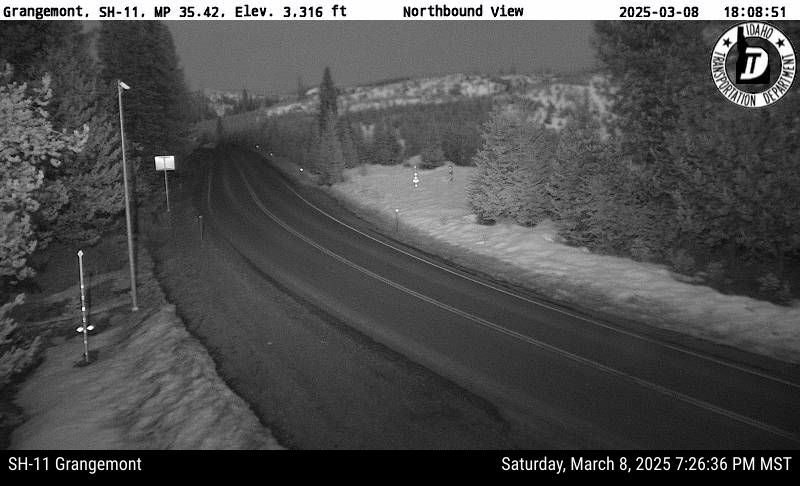 Grangemont, SH-11, MP 35.42, Elev. 3,316 ft Northbound View 2025-03-08 18:08:51
IDAHO
TRANSPORTATION DEPARTMENT
SH-11 Grangemont Saturday, March 8, 2025 7:26:36 PM MST